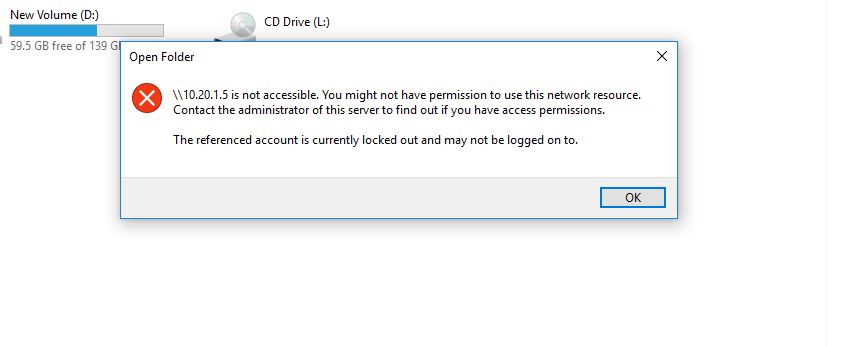 New Volume (D:)
59.5 GB free of 139 G
CD Drive (L:)
Open Folder
\\10.20.1.5 is not accessible. You might not have permission to use this network resource.
Contact the administrator of this server to find out if you have access permissions.
The referenced account is currently locked out and may not be logged on to.
OK